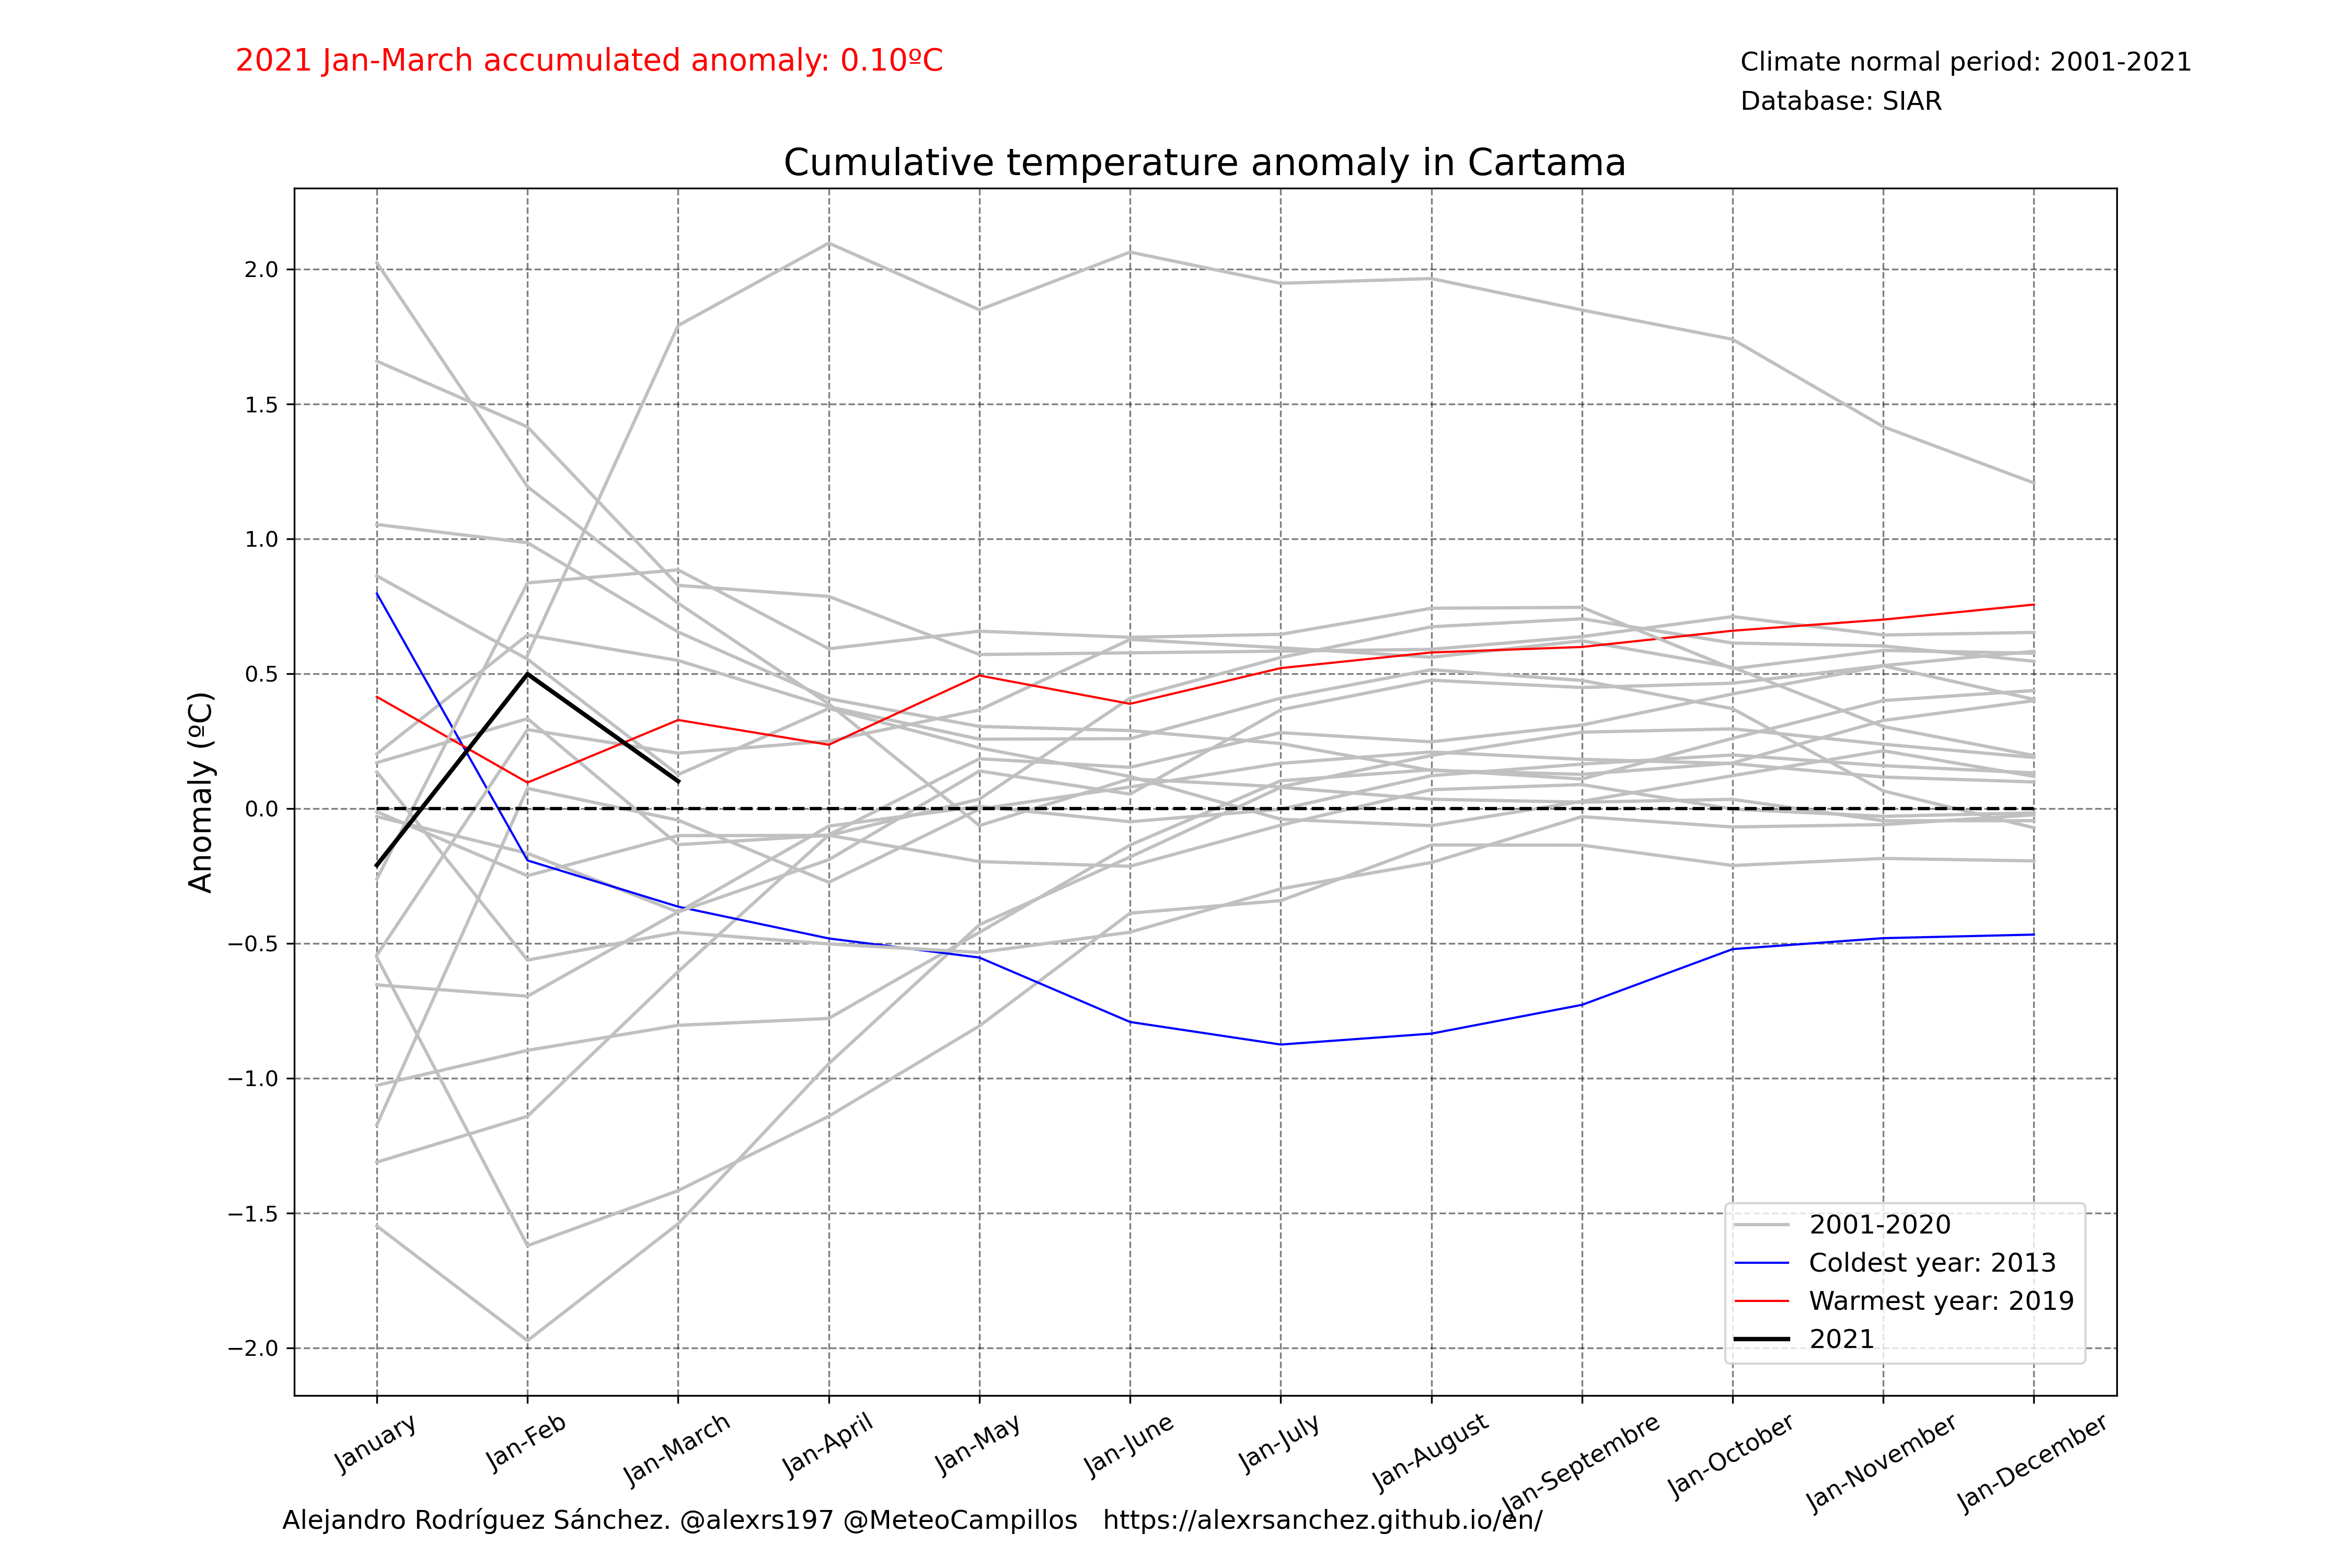 2021 Jan-March accumulated anomaly: 0.10ºC
Climate normal period: 2001-2021
Database: SIAR
Cumulative temperature anomaly in Cartama
Anomaly (ºC)
2.0
1.5
1.0
0.5
0.0
−0.5
−1.0
−1.5
−2.0
2001-2020
Coldest year: 2013
Warmest year: 2019
2021
January
Jan-Feb
Jan-March
Jan-April
Jan-May
Jan-June
Jan-July
Jan-August
Jan-Septembre
Jan-October
Jan-November
Jan-December
Alejandro Rodríguez Sánchez. @alexrs197 @MeteoCampillos https://alexrsanchez.github.io/en/